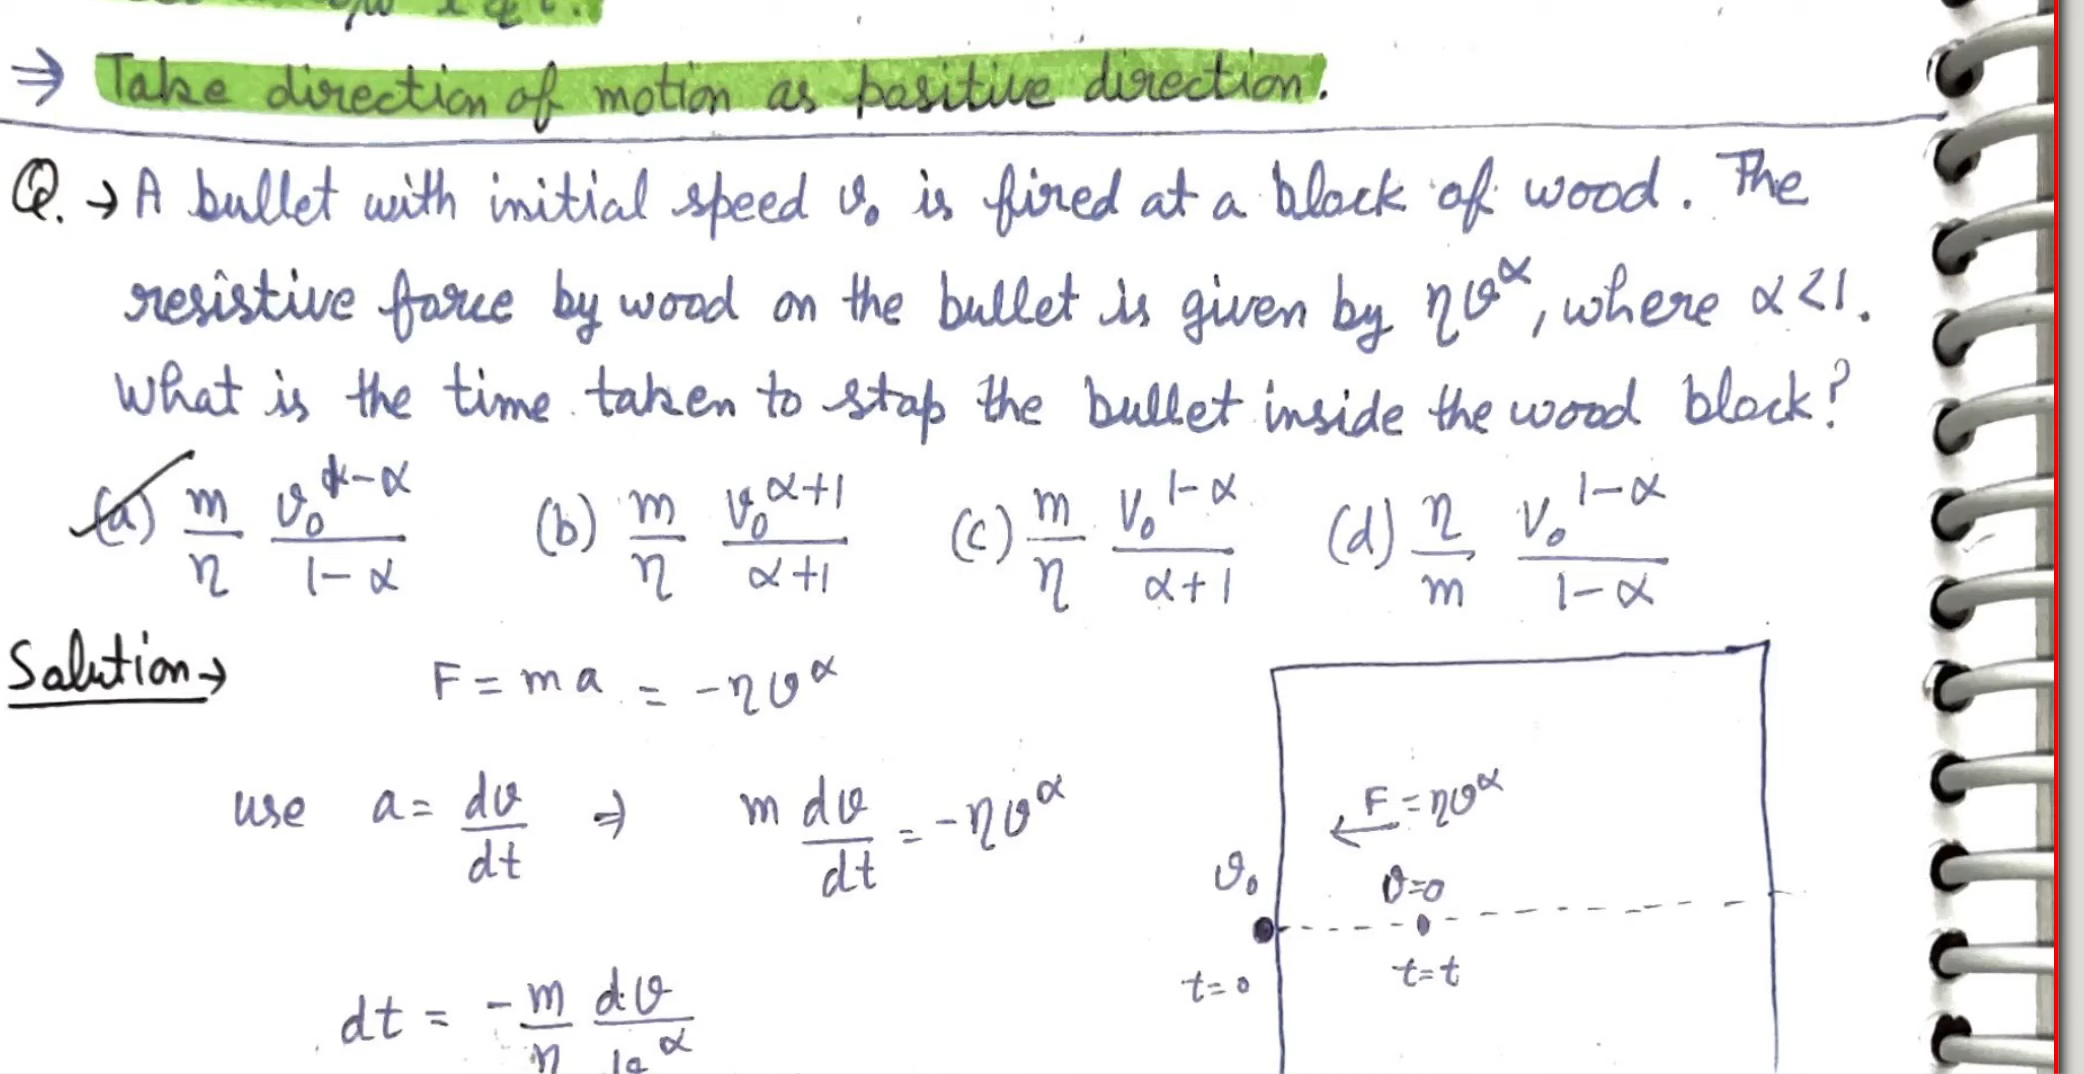 ⇒ Take direction of motion as positive direction.
Q. → A bullet with initial speed v₀ is fired at a block of wood. The
resistive force by wood on the bullet is given by ηv^α, where α<1.
What is the time taken to stop the bullet inside the wood block?
(a) m/η v₀^(1-α)/(1-α) (b) m/η v₀^(α+1)/(α+1) (c) m/η V₀^(1-α)/(α+1) (d) η/m V₀^(1-α)/(1-α)
Solution→ F = ma = -ηv^α
use a = dv/dt ⇒ m dv/dt = -ηv^α
F = ηv^α
v₀ v=0
t=0 t=t
dt = -m/η dv/v^α